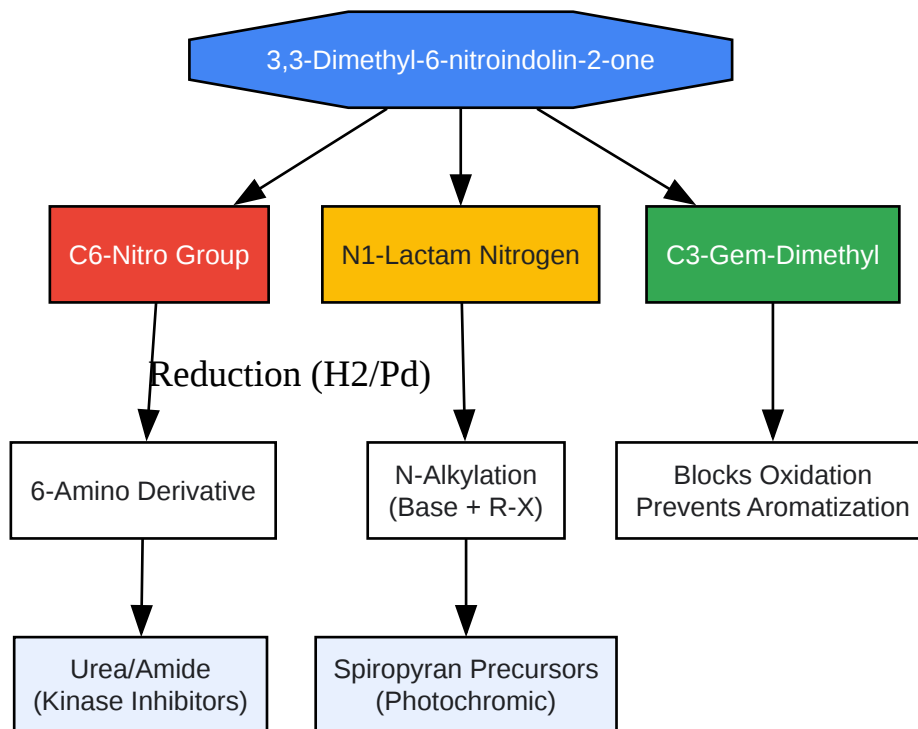 3,3-Dimethyl-6-nitroindolin-2-one
C6-Nitro Group
N1-Lactam Nitrogen
C3-Gem-Dimethyl
Reduction (H2/Pd)
6-Amino Derivative
N-Alkylation
(Base + R-X)
Blocks Oxidation
Prevents Aromatization
Urea/Amide
(Kinase Inhibitors)
Spiropyran Precursors
(Photochromic)